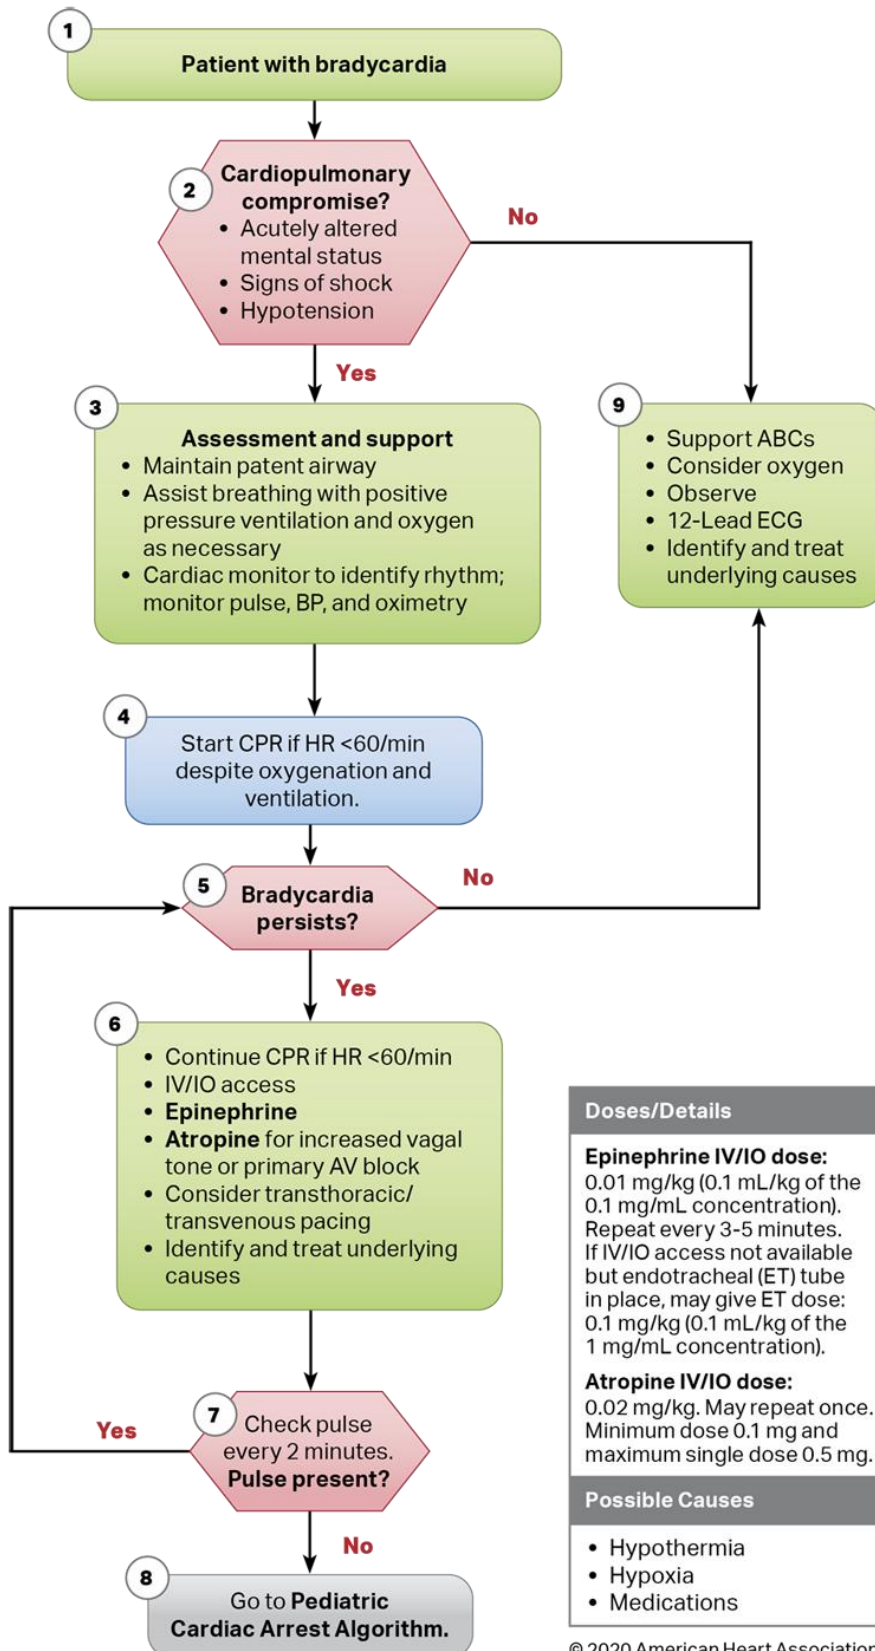 1
Patient with bradycardia
2
Cardiopulmonary
compromise?
• Acutely altered
mental status
• Signs of shock
• Hypotension
No
Yes
3
Assessment and support
• Maintain patent airway
• Assist breathing with positive
pressure ventilation and oxygen
as necessary
• Cardiac monitor to identify rhythm;
monitor pulse, BP, and oximetry
9
• Support ABCs
• Consider oxygen
• Observe
• 12-Lead ECG
• Identify and treat
underlying causes
4
Start CPR if HR <60/min
despite oxygenation and
ventilation.
5
Bradycardia
persists?
No
Yes
6
• Continue CPR if HR <60/min
• IV/IO access
• Epinephrine
• Atropine for increased vagal
tone or primary AV block
• Consider transthoracic/
transvenous pacing
• Identify and treat underlying
causes
7
Check pulse
every 2 minutes.
Pulse present?
Yes
No
8
Go to Pediatric
Cardiac Arrest Algorithm.
Doses/Details
Epinephrine IV/IO dose:
0.01 mg/kg (0.1 mL/kg of the
0.1 mg/mL concentration).
Repeat every 3-5 minutes.
If IV/IO access not available
but endotracheal (ET) tube
in place, may give ET dose:
0.1 mg/kg (0.1 mL/kg of the
1 mg/mL concentration).
Atropine IV/IO dose:
0.02 mg/kg. May repeat once.
Minimum dose 0.1 mg and
maximum single dose 0.5 mg.
Possible Causes
• Hypothermia
• Hypoxia
• Medications
© 2020 American Heart Association